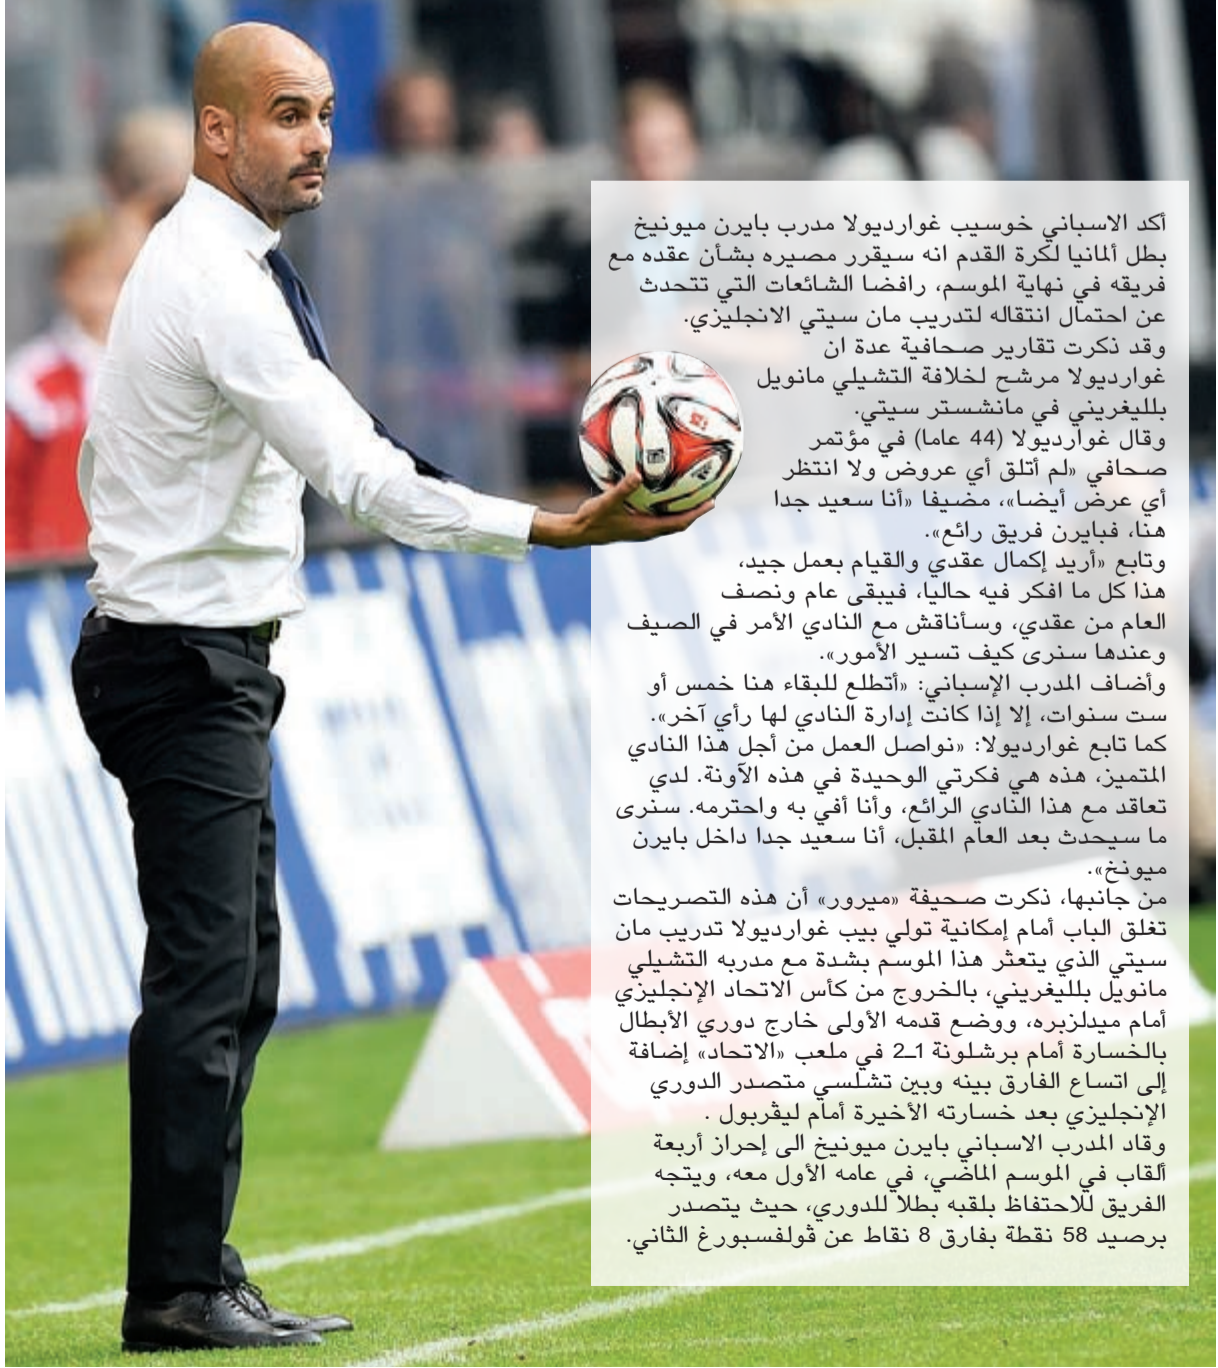 أكد الاسباني خوسيب غوارديولا مدرب بايرن ميونيخ
بطل ألمانيا لكرة القدم انه سيقرر مصيره بشأن عقده مع
فريقه في نهاية الموسم، رافضا الشائعات التي تتحدث
عن احتمال انتقاله لتدريب مان سيتي الانجليزي.
وقد ذكرت تقارير صحافية عدة ان
غوارديولا مرشح لخلافة التشيلي مانويل
بلليغريني في مانشستر سيتي.
وقال غوارديولا (44 عاما) في مؤتمر
صحافي «لم أتلق أي عروض ولا انتظر
أي عرض أيضا»، مضيفا «أنا سعيد جدا
هنا، فبايرن فريق رائع».
وتابع «أريد إكمال عقدي والقيام بعمل جيد،
هذا كل ما افكر فيه حاليا، فيبقى عام ونصف
العام من عقدي، وسأناقش مع النادي الأمر في الصيف
وعندها سنرى كيف تسير الأمور».
وأضاف المدرب الإسباني: «أتطلع للبقاء هنا خمس أو
ست سنوات، إلا إذا كانت إدارة النادي لها رأي آخر».
كما تابع غوارديولا: «نواصل العمل من أجل هذا النادي
المتميز، هذه هي فكرتي الوحيدة في هذه الآونة. لدي
تعاقد مع هذا النادي الرائع، وأنا أفي به واحترمه. سنرى
ما سيحدث بعد العام المقبل، أنا سعيد جدا داخل بايرن
ميونخ».
من جانبها، ذكرت صحيفة «ميرور» أن هذه التصريحات
تغلق الباب أمام إمكانية تولي بيب غوارديولا تدريب مان
سيتي الذي يتعثر هذا الموسم بشدة مع مدربه التشيلي
مانويل بلليغريني، بالخروج من كأس الاتحاد الإنجليزي
أمام ميدلزبره، ووضع قدمه الأولى خارج دوري الأبطال
بالخسارة أمام برشلونة 1ـ2 في ملعب «الاتحاد» إضافة
إلى اتساع الفارق بينه وبين تشلسي متصدر الدوري
الإنجليزي بعد خسارته الأخيرة أمام ليڤربول .
وقاد المدرب الاسباني بايرن ميونيخ الى إحراز أربعة
ألقاب في الموسم الماضي، في عامه الأول معه، ويتجه
الفريق للاحتفاظ بلقبه بطلا للدوري، حيث يتصدر
برصيد 58 نقطة بفارق 8 نقاط عن ڤولفسبورغ الثاني.